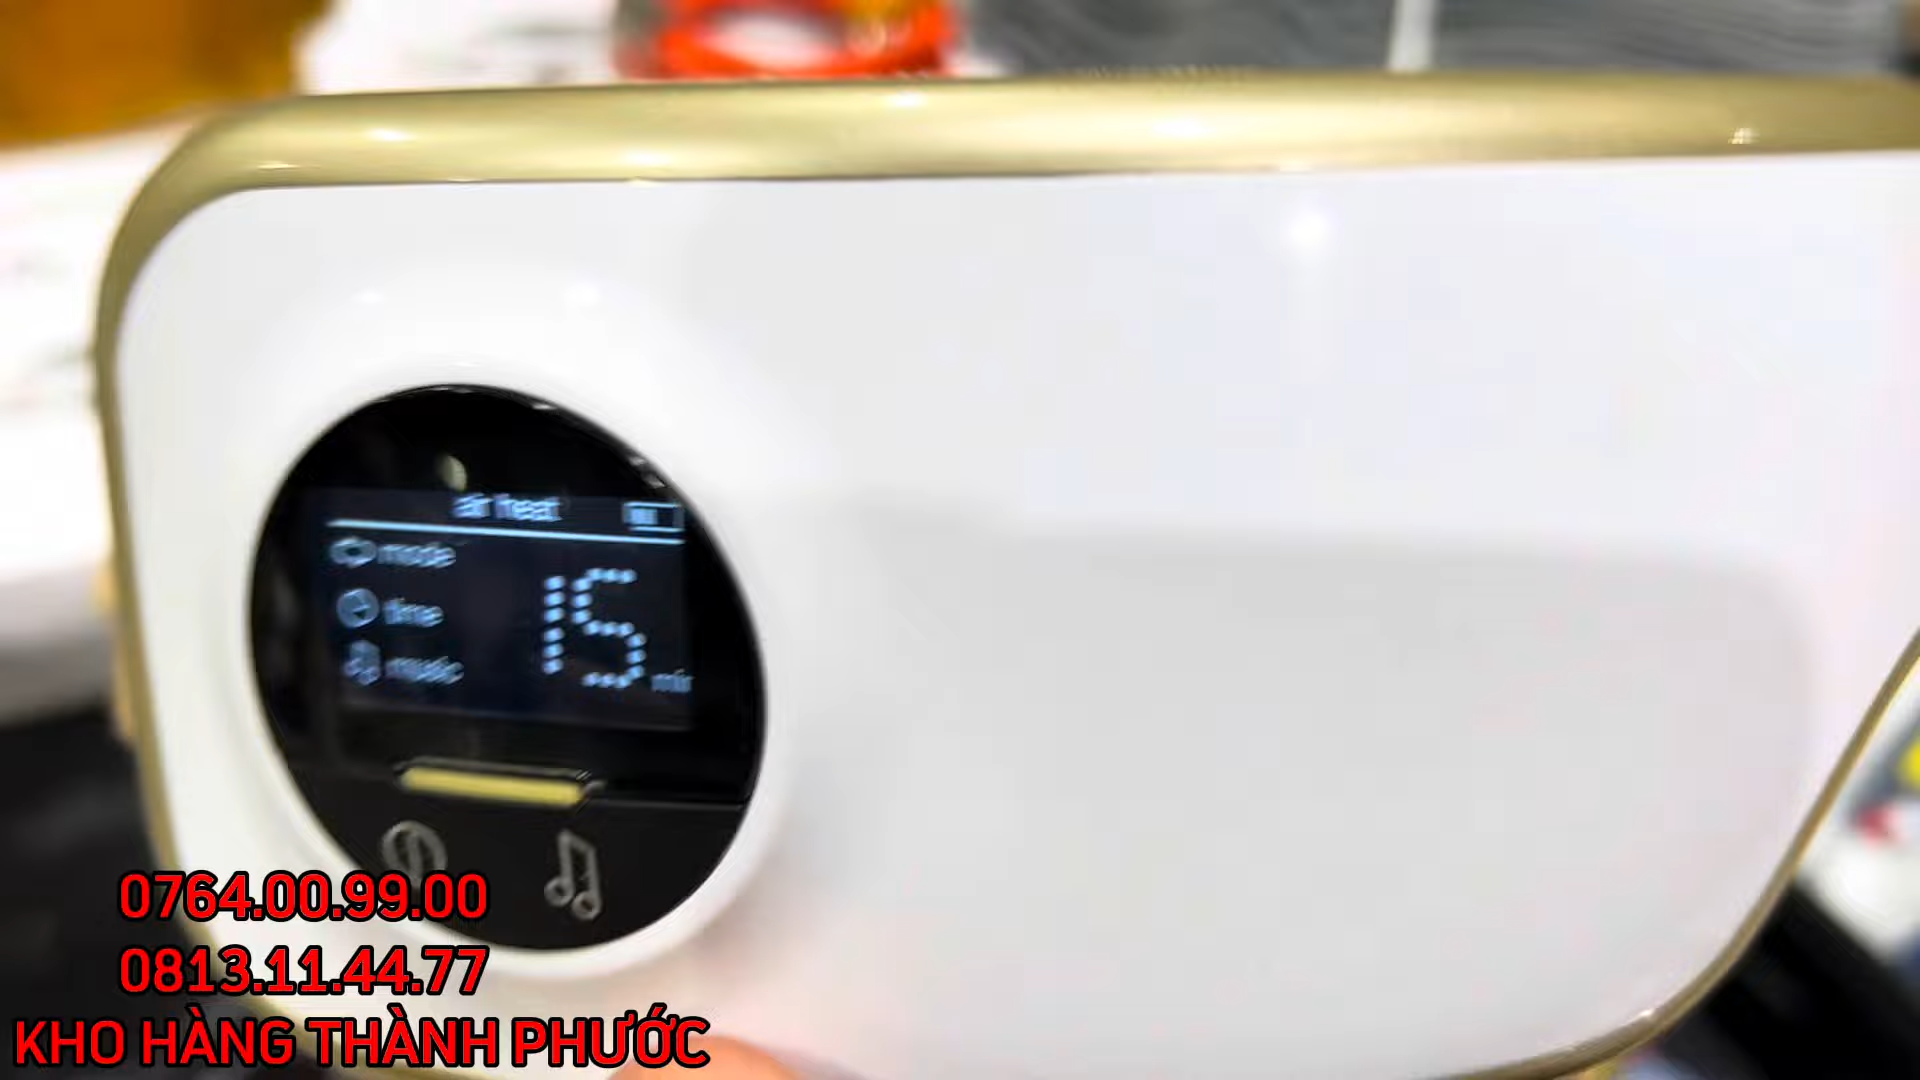 air heat
mode
time
music
15
min
0764.00.99.00
0813.11.44.77
KHO HÀNG THÀNH PHƯỚC